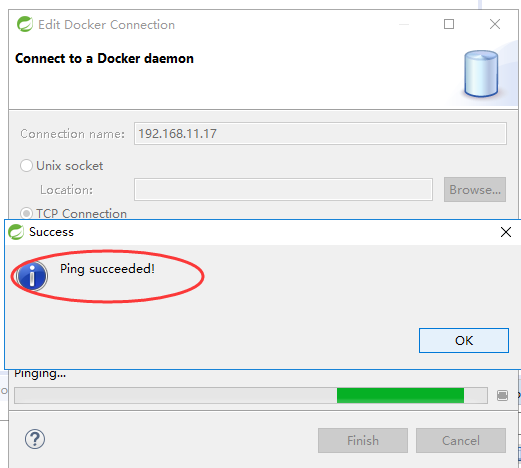 Edit Docker Connection
Connect to a Docker daemon
Connection name: 192.168.11.17
Unix socket
Location: Browse...
TCP Connection
Success
Ping succeeded!
OK
Pinging...
Finish Cancel